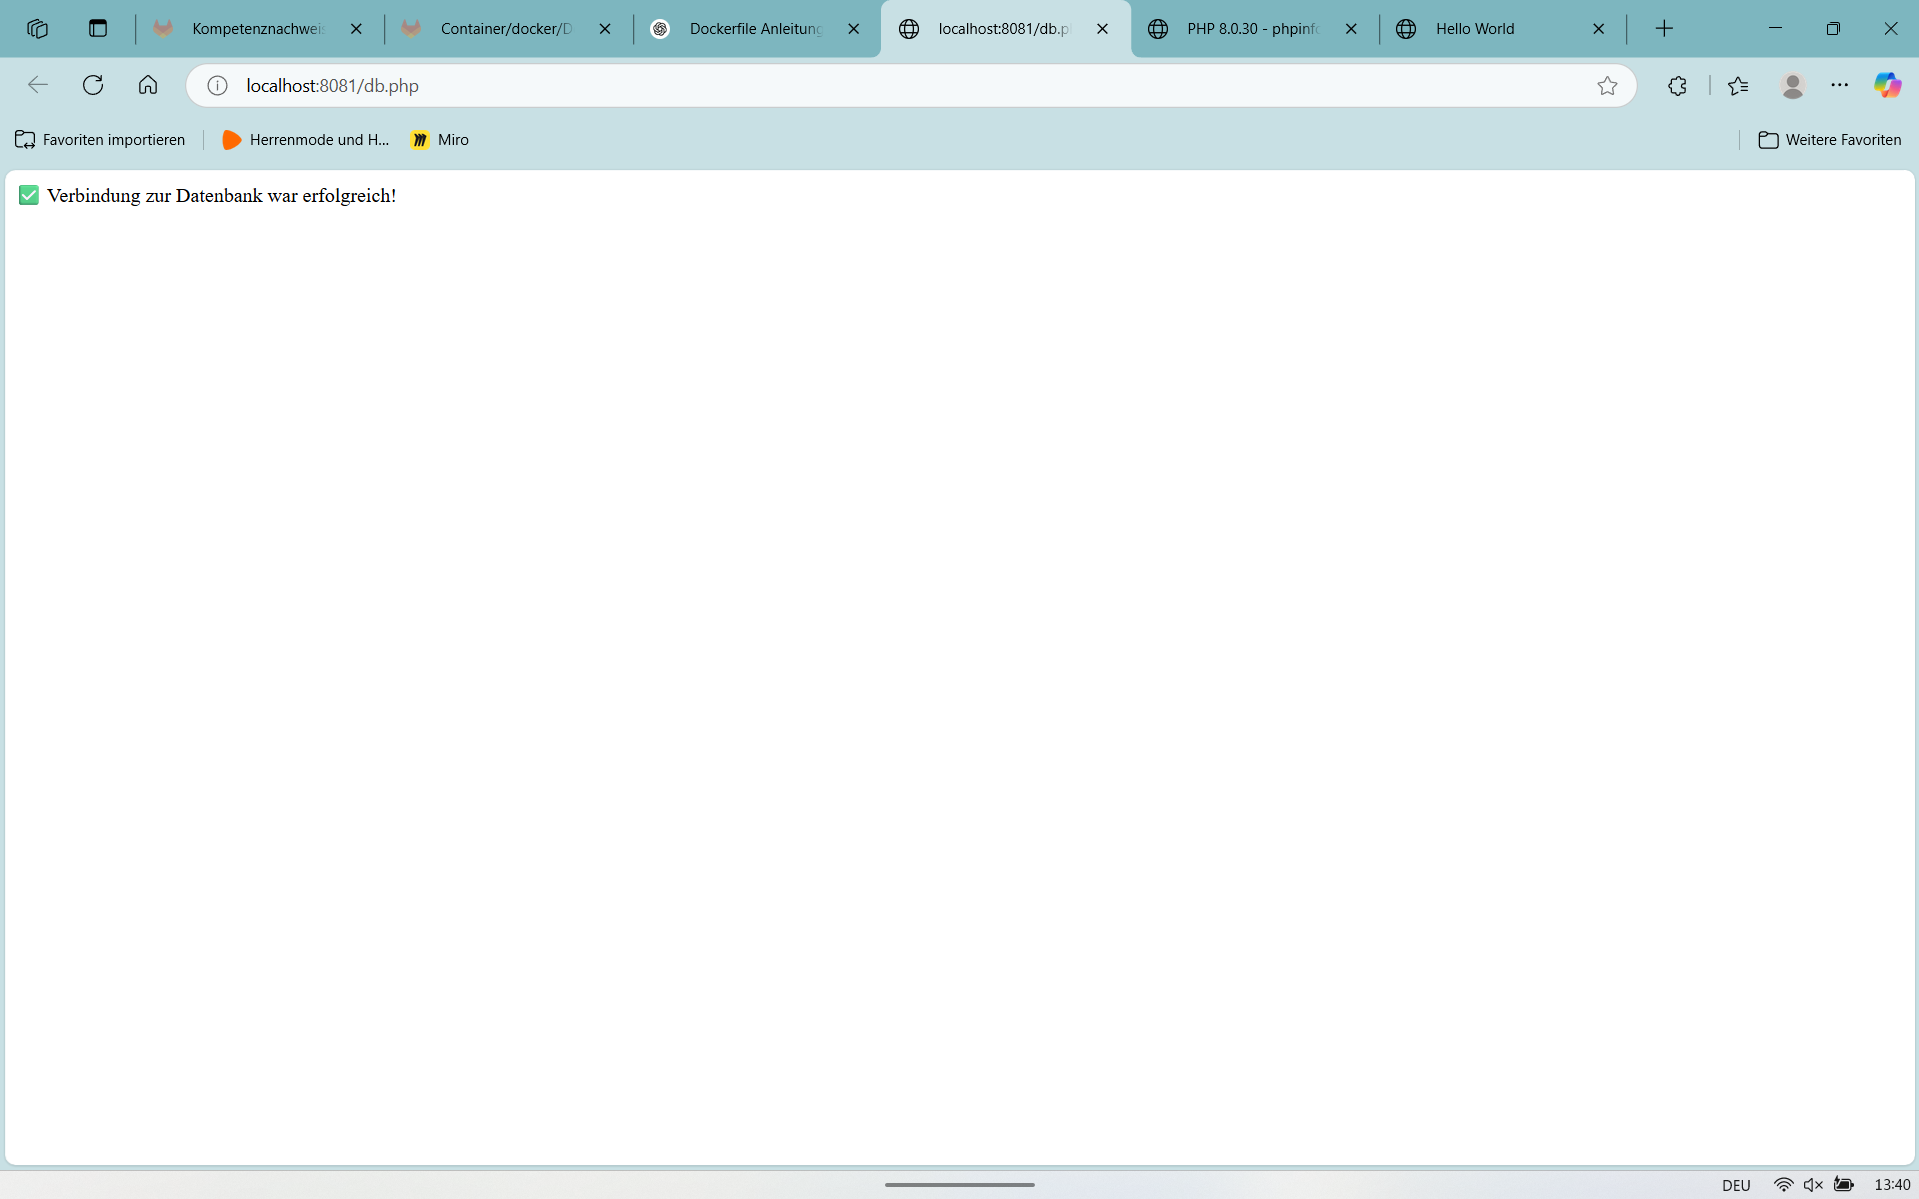 Kompetenznachweis
Container/docker/D
Dockerfile Anleitung
localhost:8081/db.p
PHP 8.0.30 - phpinfo
Hello World
localhost:8081/db.php
Favoriten importieren
Herrenmode und H...
Miro
Weitere Favoriten
✅ Verbindung zur Datenbank war erfolgreich!
DEU
13:40